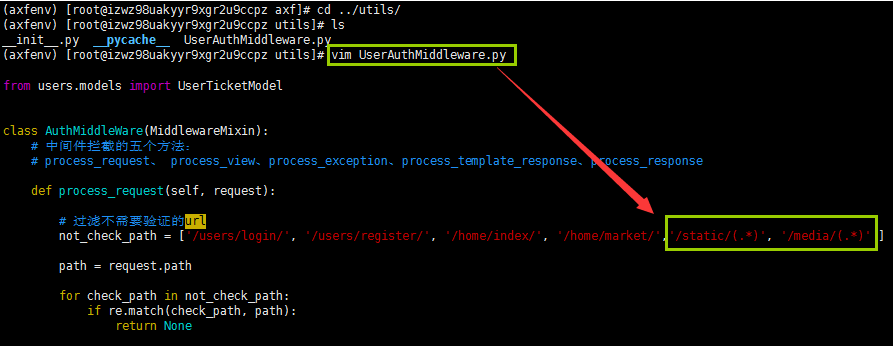 (axfenv) [root@izwz98uakyyr9xgr2u9ccpz axf]# cd ../utils/
(axfenv) [root@izwz98uakyyr9xgr2u9ccpz utils]# ls
__init__.py  __pycache__  UserAuthMiddleware.py
(axfenv) [root@izwz98uakyyr9xgr2u9ccpz utils]# vim UserAuthMiddleware.py
from users.models import UserTicketModel
class AuthMiddleWare(MiddlewareMixin):
# 中间件拦截的五个方法:
# process_request、 process_view、process_exception、process_template_response、process_response
def process_request(self, request):
# 过滤不需要验证的url
not_check_path = ['/users/login/', '/users/register/', '/home/index/', '/home/market/','/static/(.*)', '/media/(.*)']
path = request.path
for check_path in not_check_path:
if re.match(check_path, path):
return None